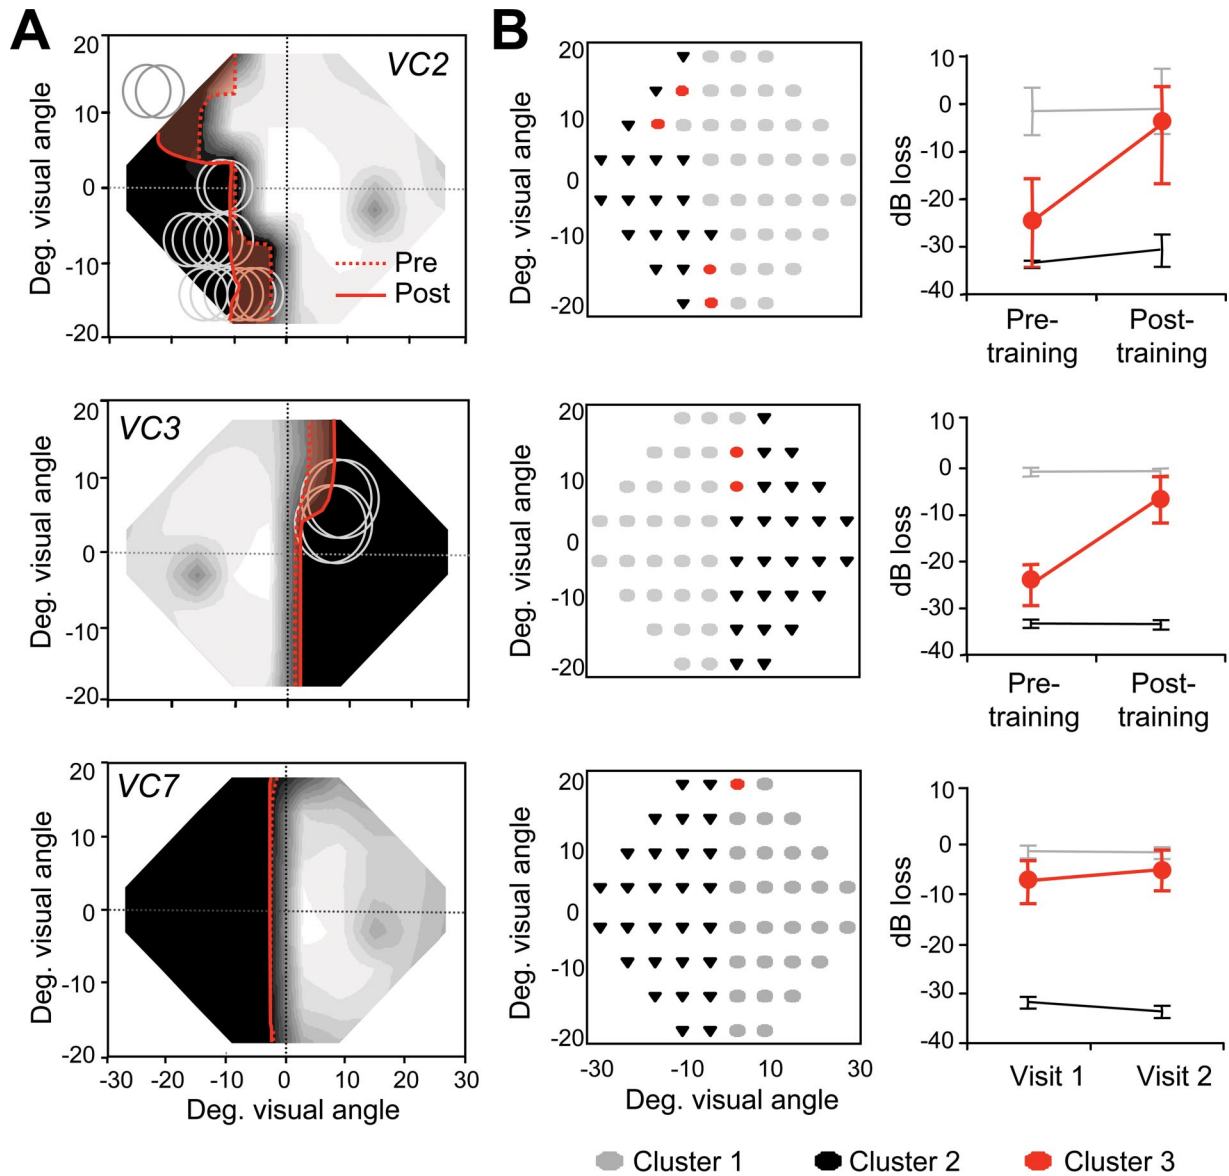 A
B
20
10
0
-10
-20
Deg. visual angle
VC2
Pre
Post
20
10
0
-10
-20
Deg. visual angle
10
0
-10
-20
-30
-40
dB loss
Pre-
training
Post-
training
20
10
0
-10
-20
Deg. visual angle
VC3
20
10
0
-10
-20
Deg. visual angle
10
0
-10
-20
-30
-40
dB loss
Pre-
training
Post-
training
20
10
0
-10
-20
Deg. visual angle
VC7
-30 -20 -10 0 10 20 30
Deg. visual angle
20
10
0
-10
-20
Deg. visual angle
-30 -10 10 30
Deg. visual angle
10
0
-10
-20
-30
-40
dB loss
Visit 1 Visit 2
Cluster 1 Cluster 2 Cluster 3